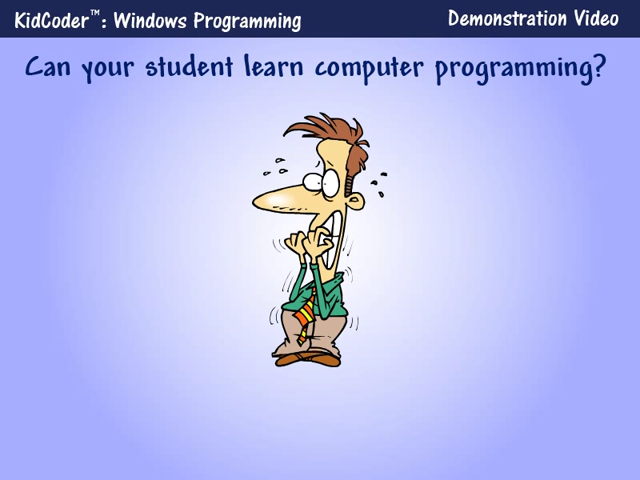 KidCoder™: Windows Programming
Demonstration Video
Can your student learn computer programming?